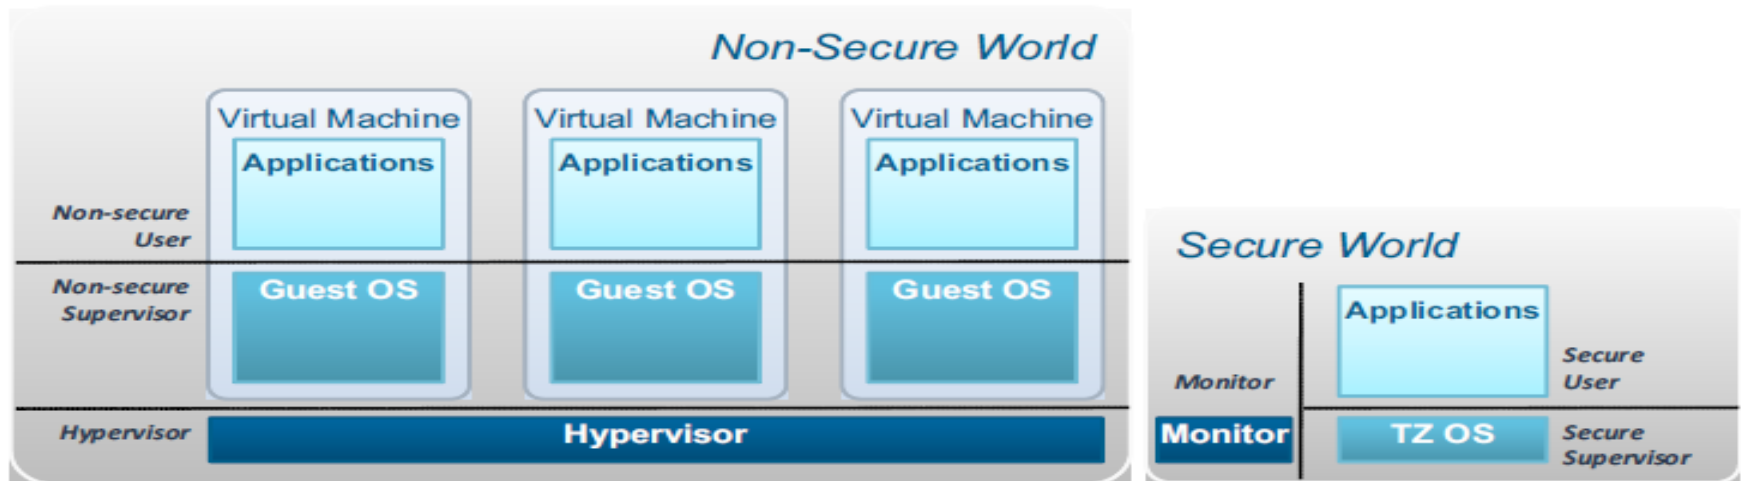 Non-Secure World
Virtual Machine
Virtual Machine
Virtual Machine
Applications
Applications
Applications
Non-secure
User
Non-secure
Supervisor
Guest OS
Guest OS
Guest OS
Hypervisor
Hypervisor
Secure World
Applications
Monitor
Secure
User
Monitor
TZ OS
Secure
Supervisor